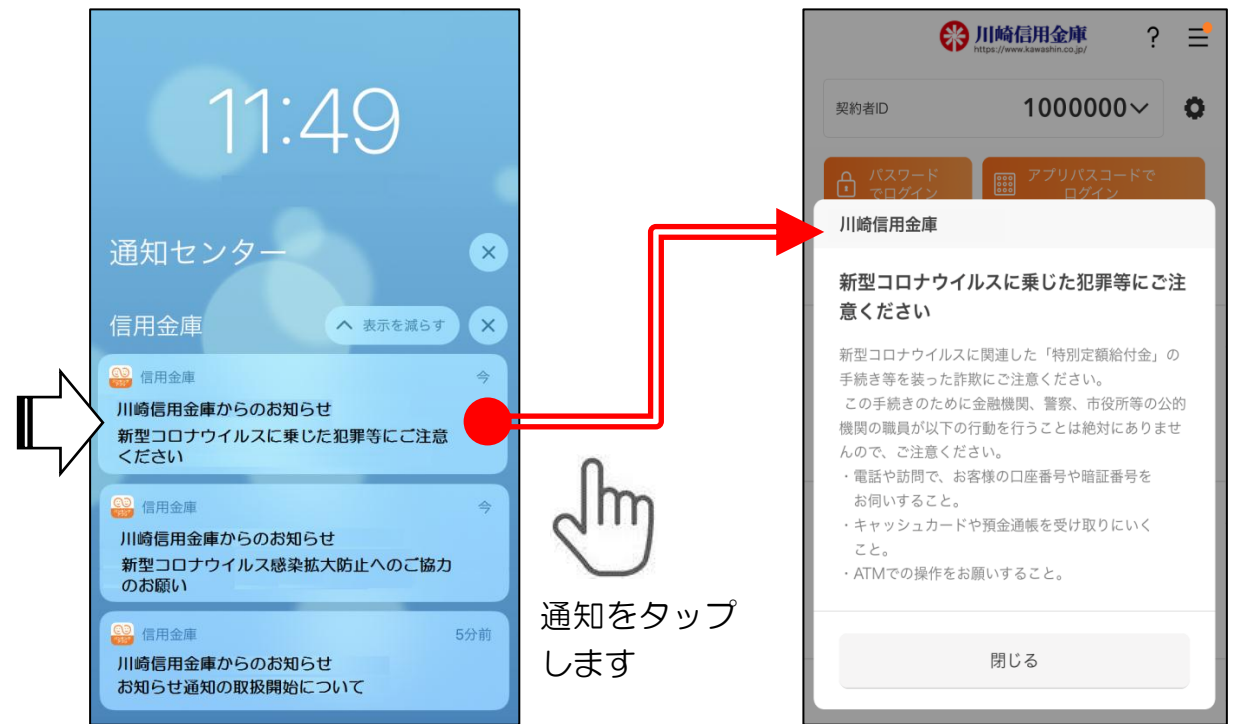 11:49
通知センター
信用金庫
表示を減らす
信用金庫 今
川崎信用金庫からのお知らせ
新型コロナウイルスに乗じた犯罪等にご注意
ください
信用金庫 今
川崎信用金庫からのお知らせ
新型コロナウイルス感染拡大防止へのご協力
のお願い
信用金庫 5分前
川崎信用金庫からのお知らせ
お知らせ通知の取扱開始について
通知をタップ
します
川崎信用金庫 ?
https://www.kawashin.co.jp/
契約者ID 1000000
パスワード
でログイン
アプリパスコードで
ログイン
川崎信用金庫
新型コロナウイルスに乗じた犯罪等にご注
意ください
新型コロナウイルスに関連した「特別定額給付金」の
手続き等を装った詐欺にご注意ください。
この手続きのために金融機関、警察、市役所等の公的
機関の職員が以下の行動を行うことは絶対にありませ
んので、ご注意ください。
・電話や訪問で、お客様の口座番号や暗証番号を
お伺いすること。
・キャッシュカードや預金通帳を受け取りにいく
こと。
・ATMでの操作をお願いすること。
閉じる